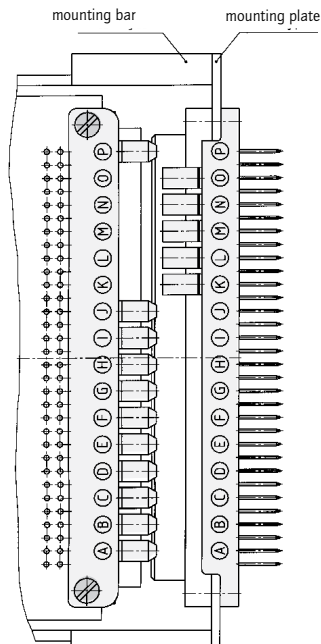 mounting bar
mounting plate
P P
O O
N N
M M
L L
K K
J J
I I
H H
G G
F F
E E
D D
C C
B B
A A